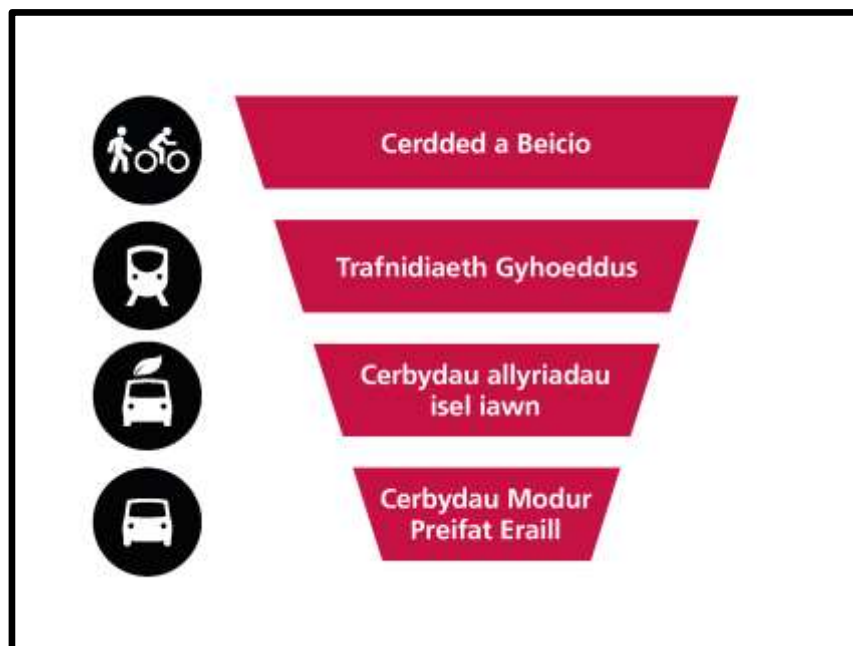 Cerdded a Beicio
Trafnidiaeth Gyhoeddus
Cerbydau allyriadau
isel iawn
Cerbydau Modur
Preifat Eraill